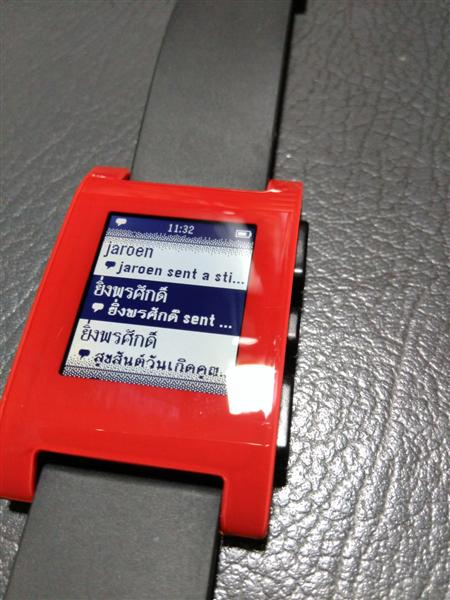 11:32
jaroen
jaroen sent a sti...
ยิ่งพรศักดิ์
ยิ่งพรศักดิ์ sent ...
ยิ่งพรศักดิ์
สุขสันต์วันเกิดคุณ...